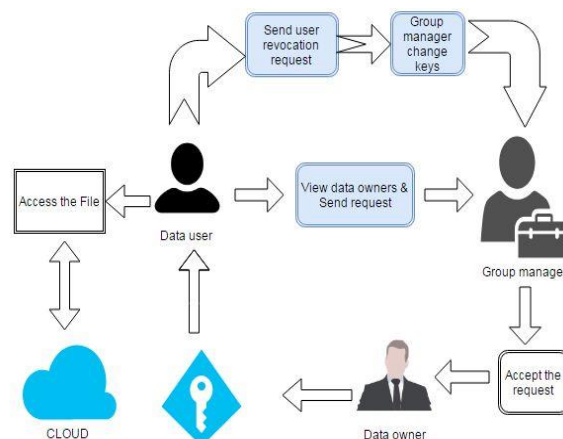 Send user
revocation
request
Group
manager
change
keys
Access the File
View data owners &
Send request
Data user
Group manager
Accept the
request
CLOUD
Data owner